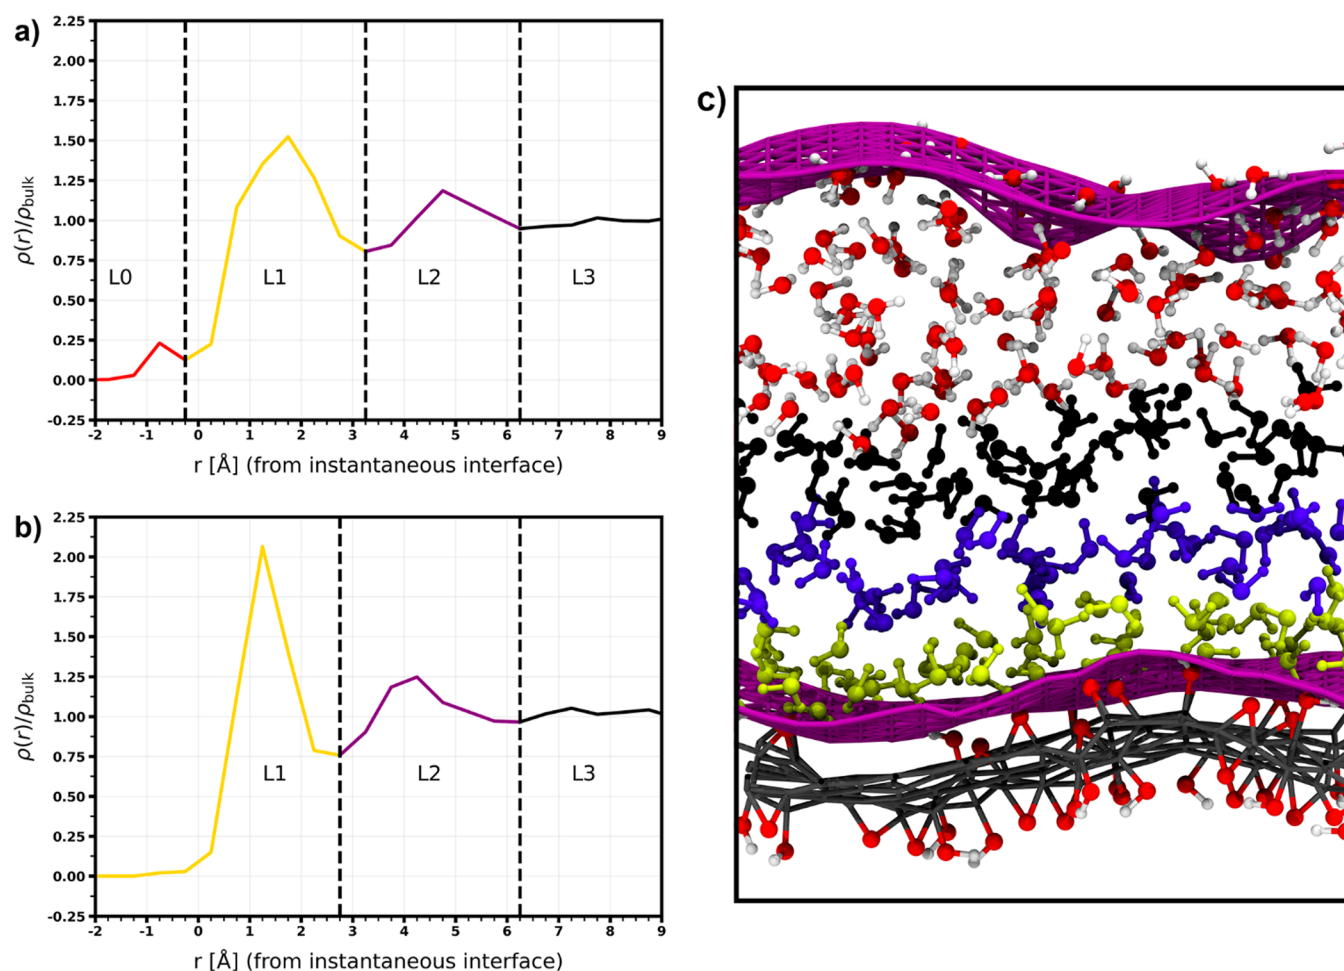 a)
2.25
2.00
1.75
1.50
1.25
1.00
0.75
0.50
0.25
0.00
-0.25
ρ(r)/ρbulk
L0 L1 L2 L3
-2 -1 0 1 2 3 4 5 6 7 8 9
r [Å] (from instantaneous interface)
b)
2.25
2.00
1.75
1.50
1.25
1.00
0.75
0.50
0.25
0.00
-0.25
ρ(r)/ρbulk
L1 L2 L3
-2 -1 0 1 2 3 4 5 6 7 8 9
r [Å] (from instantaneous interface)
c)